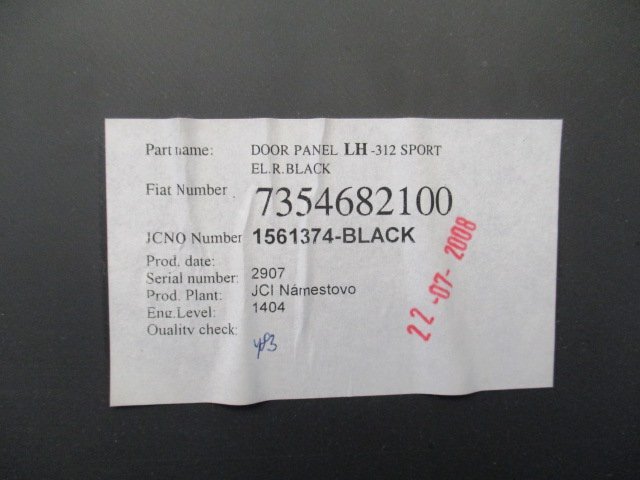 Part name: DOOR PANEL LH -312 SPORT
EL.R.BLACK
Fiat Number 7354682100
JCNO Number 1561374-BLACK
Prod. date:
Serial number: 2907
Prod. Plant: JCI Námestovo
Eng.Level: 1404
Quality check:
22-07-2008